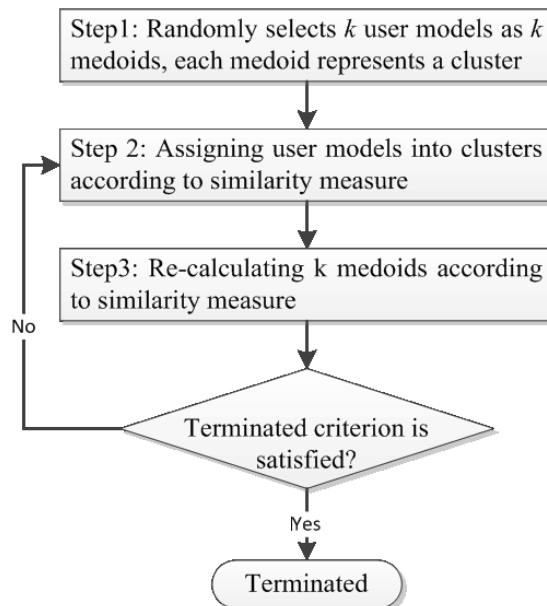 Step1: Randomly selects k user models as k
medoids, each medoid represents a cluster
Step 2: Assigning user models into clusters
according to similarity measure
Step3: Re-calculating k medoids according
to similarity measure
No
Terminated criterion is
satisfied?
Yes
Terminated